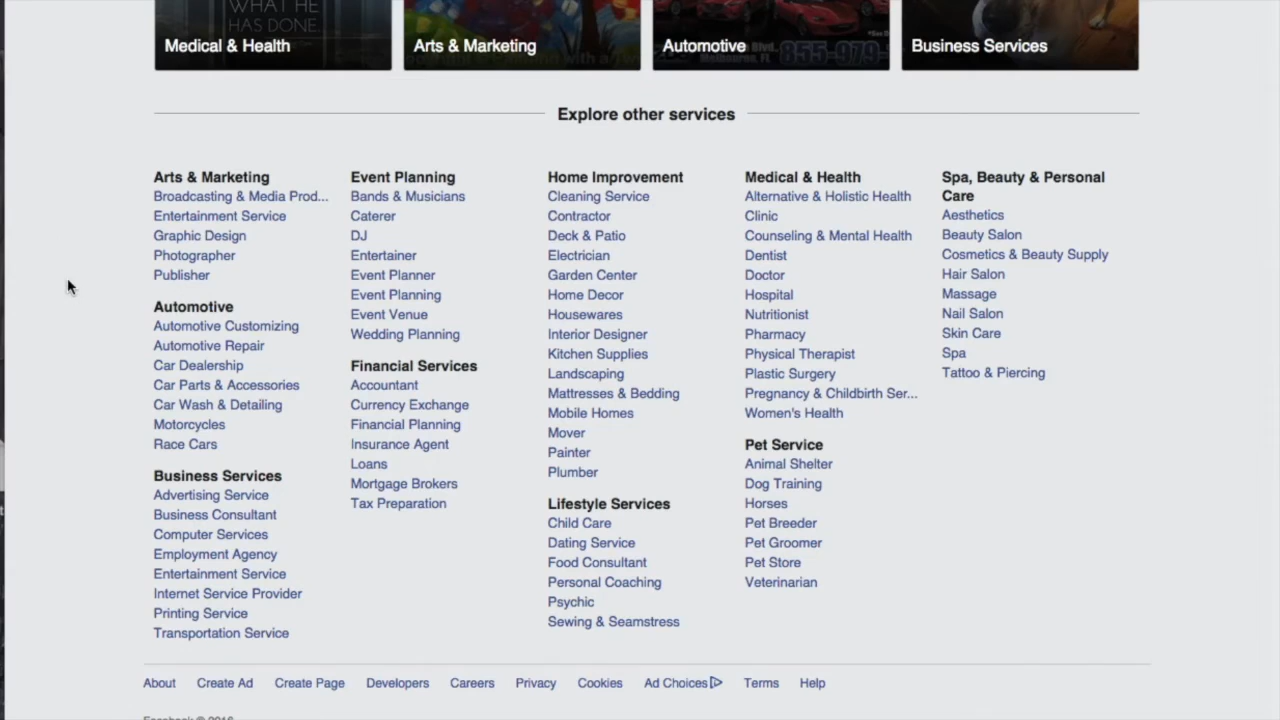 WHAT HE
HAS DONE.
Medical & Health
Arts & Marketing
Automotive
855-979-
Melbourne, FL
Business Services
Explore other services
Arts & Marketing
Broadcasting & Media Prod...
Entertainment Service
Graphic Design
Photographer
Publisher
Automotive
Automotive Customizing
Automotive Repair
Car Dealership
Car Parts & Accessories
Car Wash & Detailing
Motorcycles
Race Cars
Business Services
Advertising Service
Business Consultant
Computer Services
Employment Agency
Entertainment Service
Internet Service Provider
Printing Service
Transportation Service
Event Planning
Bands & Musicians
Caterer
DJ
Entertainer
Event Planner
Event Planning
Event Venue
Wedding Planning
Financial Services
Accountant
Currency Exchange
Financial Planning
Insurance Agent
Loans
Mortgage Brokers
Tax Preparation
Home Improvement
Cleaning Service
Contractor
Deck & Patio
Electrician
Garden Center
Home Decor
Housewares
Interior Designer
Kitchen Supplies
Landscaping
Mattresses & Bedding
Mobile Homes
Mover
Painter
Plumber
Lifestyle Services
Child Care
Dating Service
Food Consultant
Personal Coaching
Psychic
Sewing & Seamstress
Medical & Health
Alternative & Holistic Health
Clinic
Counseling & Mental Health
Dentist
Doctor
Hospital
Nutritionist
Pharmacy
Physical Therapist
Plastic Surgery
Pregnancy & Childbirth Ser...
Women's Health
Pet Service
Animal Shelter
Dog Training
Horses
Pet Breeder
Pet Groomer
Pet Store
Veterinarian
Spa, Beauty & Personal
Care
Aesthetics
Beauty Salon
Cosmetics & Beauty Supply
Hair Salon
Massage
Nail Salon
Skin Care
Spa
Tattoo & Piercing
About Create Ad Create Page Developers Careers Privacy Cookies Ad Choices Terms Help
Facebook © 2016